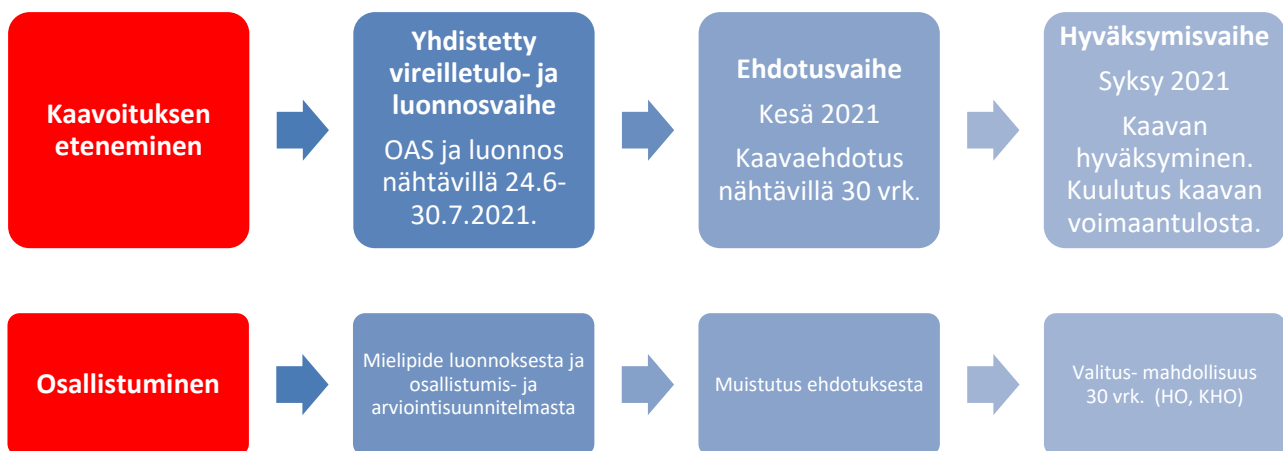 Kaavoituksen
eteneminen
Yhdistetty
vireilletulo- ja
luonnosvaihe
OAS ja luonnos
nähtävillä 24.6-
30.7.2021.
Ehdotusvaihe
Kesä 2021
Kaavaehdotus
nähtävillä 30 vrk.
Hyväksymisvaihe
Syksy 2021
Kaavan
hyväksyminen.
Kuulutus kaavan
voimaantulosta.
Osallistuminen
Mielipide luonnoksesta ja
osallistumis- ja
arviointisuunnitelmasta
Muistutus ehdotuksesta
Valitus- mahdollisuus
30 vrk. (HO, KHO)